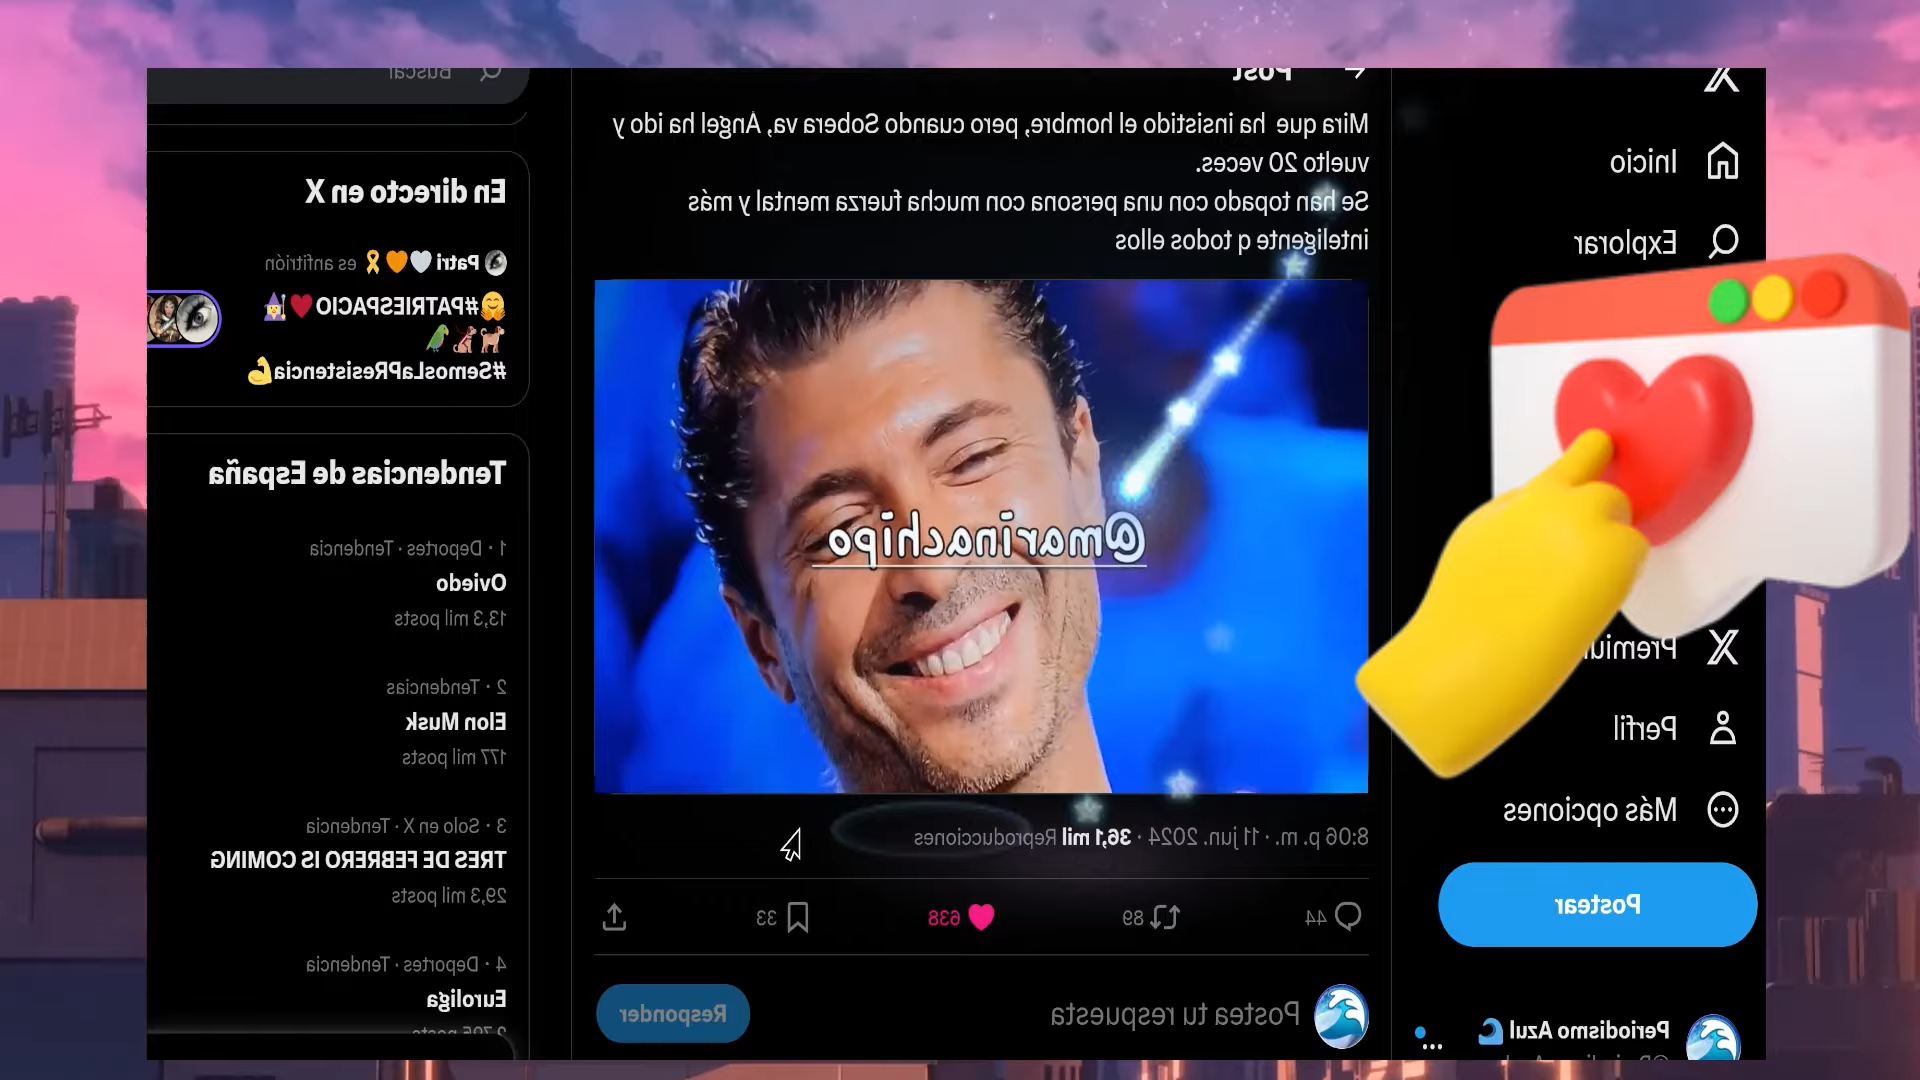 Buscar
En directo en X
Patri🤍🧡🎗️ es anfitrión
🤗#PATRIESPACIO❤️🧙‍♀️
🐕🐕‍🦺🦜
#SemosLaPResistencia💪
Tendencias de España
1 · Deportes · Tendencia
Oviedo
13,3 mil posts
2 · Tendencias
Elon Musk
177 mil posts
3 · Solo en X · Tendencia
TRES DE FEBRERO IS COMING
29,3 mil posts
4 · Deportes · Tendencia
Euroliga
Post
Mira que ha insistido el hombre, pero cuando Sobera va, Ángel ha ido y
vuelto 20 veces.
Se han topado con una persona con mucha fuerza mental y más
inteligente q todos ellos
@marinachipo
8:06 p. m. · 11 jun. 2024 · 36,1 mil Reproducciones
44
89
638
33
Postea tu respuesta
Responder
X
Inicio
Explorar
Premium
Perfil
Más opciones
Postear
Periodismo Azul